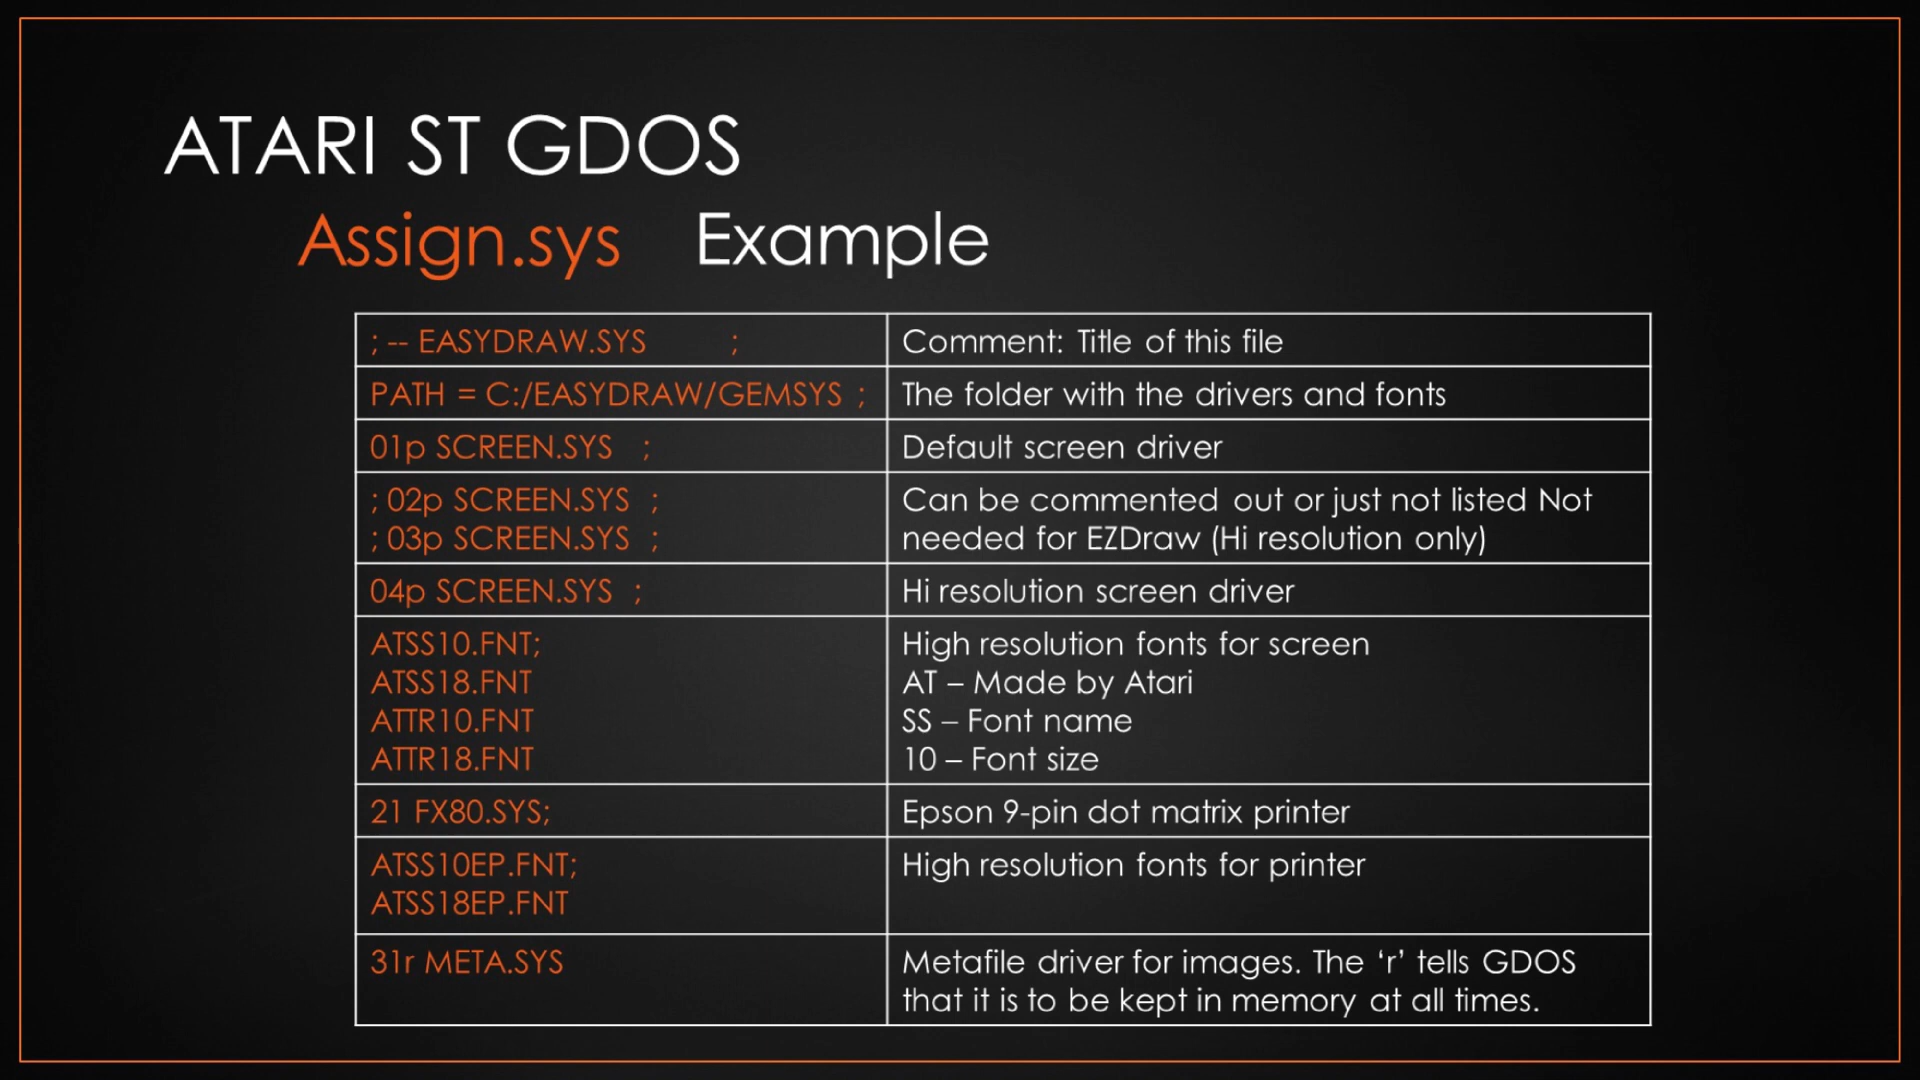 ATARI ST GDOS
Assign.sys Example
; -- EASYDRAW.SYS ; Comment: Title of this file
PATH = C:/EASYDRAW/GEMSYS ; The folder with the drivers and fonts
01p SCREEN.SYS ; Default screen driver
; 02p SCREEN.SYS ; Can be commented out or just not listed Not
; 03p SCREEN.SYS ; needed for EZDraw (Hi resolution only)
04p SCREEN.SYS ; Hi resolution screen driver
ATSS10.FNT; High resolution fonts for screen
ATSS18.FNT AT – Made by Atari
ATTR10.FNT SS – Font name
ATTR18.FNT 10 – Font size
21 FX80.SYS; Epson 9-pin dot matrix printer
ATSS10EP.FNT; High resolution fonts for printer
ATSS18EP.FNT
31r META.SYS Metafile driver for images. The ‘r’ tells GDOS
that it is to be kept in memory at all times.